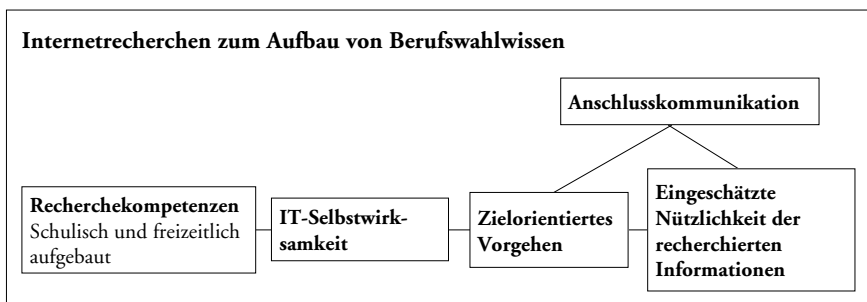 Internetrecherchen zum Aufbau von Berufswahlwissen
Anschlusskommunikation
Recherchekompetenzen
Schulisch und freizeitlich
aufgebaut
IT-Selbstwirk-
samkeit
Zielorientiertes
Vorgehen
Eingeschätzte
Nützlichkeit der
recherchierten
Informationen